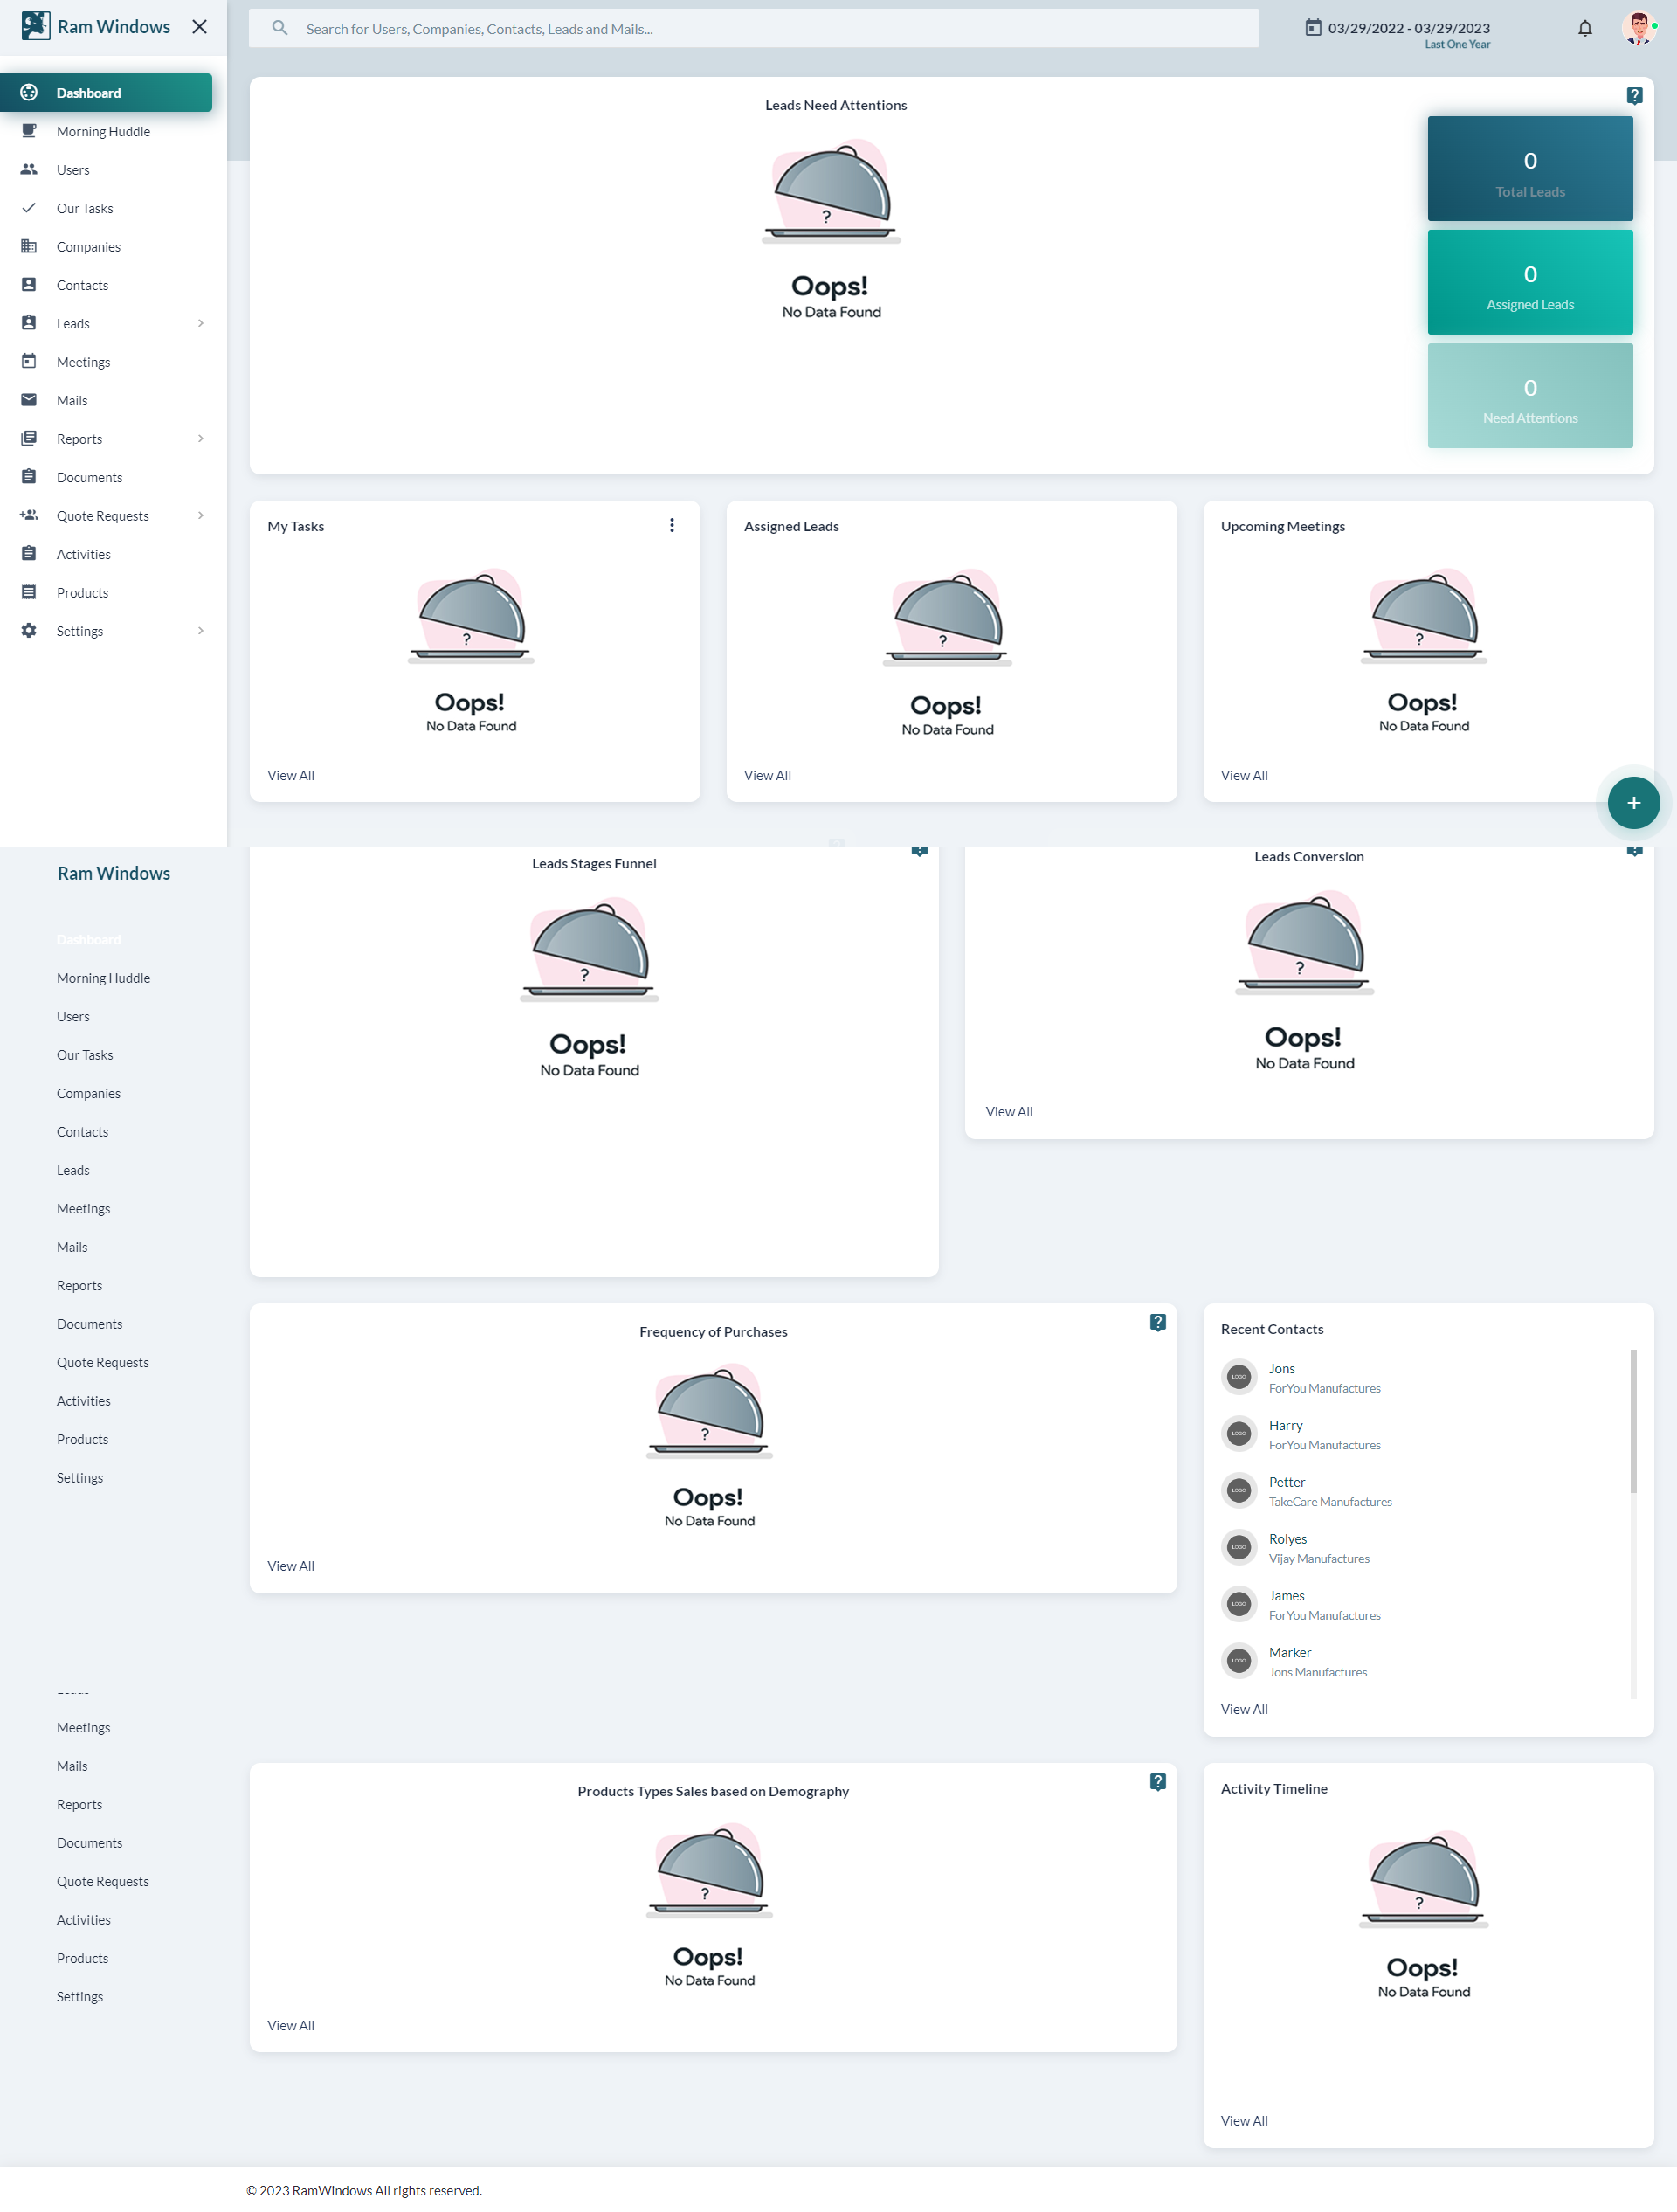 Ram Windows
Search for Users, Companies, Contacts, Leads and Mails...
03/29/2022 - 03/29/2023
Last One Year
Dashboard
Morning Huddle
Users
Our Tasks
Companies
Contacts
Leads
Meetings
Mails
Reports
Documents
Quote Requests
Activities
Products
Settings
Leads Need Attentions
?
?
Oops!
No Data Found
0
Total Leads
0
Assigned Leads
0
Need Attentions
My Tasks
?
Oops!
No Data Found
View All
Assigned Leads
?
Oops!
No Data Found
View All
Upcoming Meetings
?
Oops!
No Data Found
View All
+
Ram Windows
Dashboard
Morning Huddle
Users
Our Tasks
Companies
Contacts
Leads
Meetings
Mails
Reports
Documents
Quote Requests
Activities
Products
Settings
Leads Stages Funnel
?
?
Oops!
No Data Found
Leads Conversion
?
?
Oops!
No Data Found
View All
Frequency of Purchases
?
?
Oops!
No Data Found
View All
Recent Contacts
LOGO
Jons
ForYou Manufactures
LOGO
Harry
ForYou Manufactures
LOGO
Petter
TakeCare Manufactures
LOGO
Rolyes
Vijay Manufactures
LOGO
James
ForYou Manufactures
LOGO
Marker
Jons Manufactures
View All
Meetings
Mails
Reports
Documents
Quote Requests
Activities
Products
Settings
Products Types Sales based on Demography
?
?
Oops!
No Data Found
View All
Activity Timeline
?
Oops!
No Data Found
View All
© 2023 RamWindows All rights reserved.